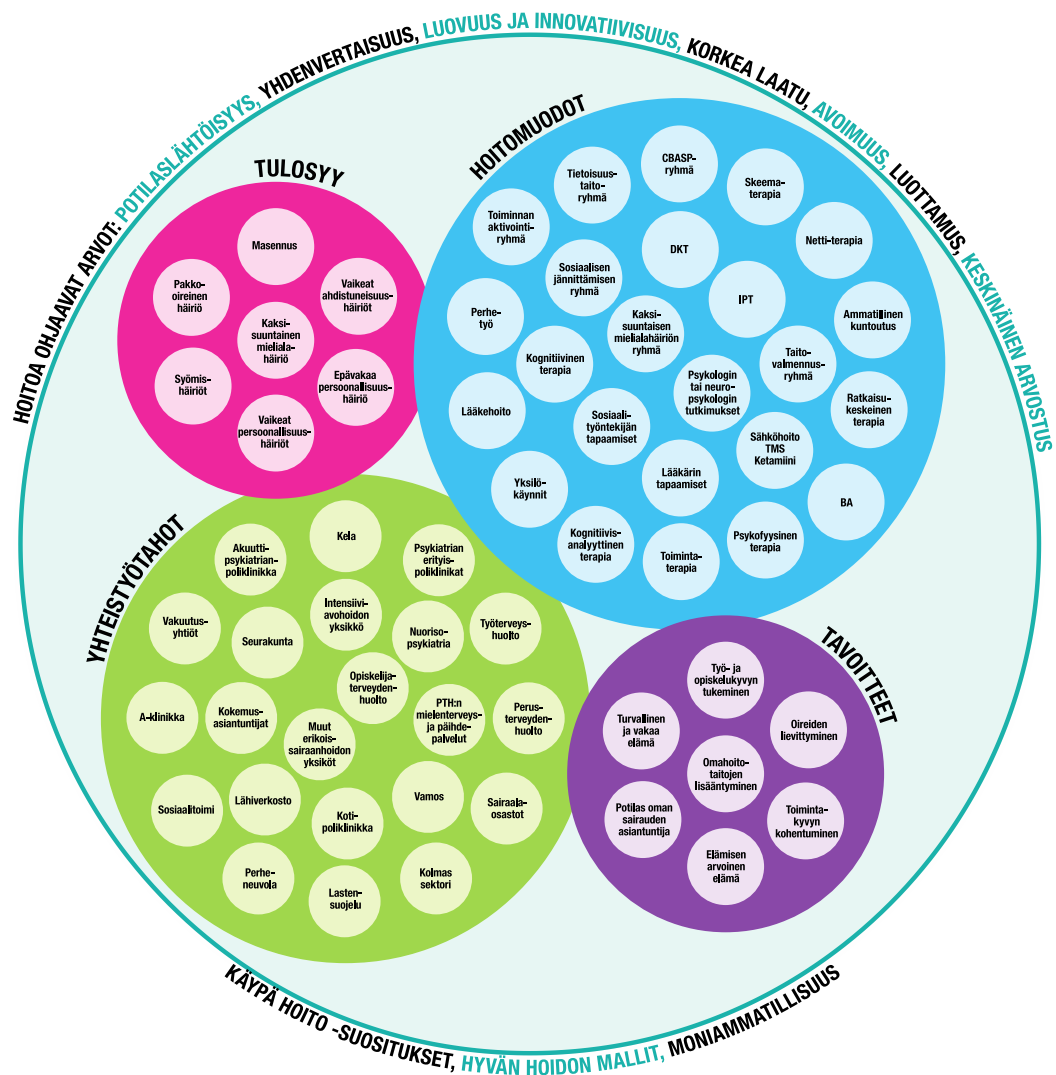 HOITOA OHJAAVAT ARVOT: POTILASLÄHTÖISYYS, YHDENVERTAISUUS, LUOVUUS JA INNOVATIIVISUUS, KORKEA LAATU, AVOIMUUS, LUOTTAMUS, KESKINÄINEN ARVOSTUS
TULOSYY
Masennus
Pakko-
oireinen
häiriö
Vaikeat
ahdistuneisuus-
häiriöt
Kaksi-
suuntainen
mieliala-
häiriö
Syömis-
häiriöt
Epävakaa
persoonallisuus-
häiriö
Vaikeat
persoonallisuus-
häiriöt
HOITOMUODOT
CBASP-
ryhmä
Tietoisuus-
taito-
ryhmä
Skeema-
terapia
Toiminnan
aktivointi-
ryhmä
DKT
Netti-terapia
Sosiaalisen
jännittämisen
ryhmä
IPT
Perhe-
työ
Kaksi-
suuntaisen
mielialahäiriön
ryhmä
Ammatillinen
kuntoutus
Kognitiivinen
terapia
Taito-
valmennus-
ryhmä
Psykologin
tai neuro-
psykologin
tutkimukset
Lääkehoito
Sosiaali-
työntekijän
tapaamiset
Ratkaisu-
keskeinen
terapia
Sähköhoito
TMS
Ketamiini
Lääkärin
tapaamiset
Yksilö-
käynnit
BA
Kognitiivis-
analyyttinen
terapia
Toiminta-
terapia
Psykofyysinen
terapia
YHTEISTYÖTAHOT
Kela
Akuutti-
psykiatrian-
poliklinikka
Psykiatrian
erityis-
poliklinikat
Intensiivi-
avohoidon
yksikkö
Vakuutus-
yhtiöt
Seurakunta
Nuoriso-
psykiatria
Työterveys-
huolto
Opiskelija-
terveyden-
huolto
A-klinikka
Kokemus-
asiantuntijat
Muut
erikois-
sairaanhoidon
yksiköt
PTH:n
mielenterveys-
ja päihde-
palvelut
Perus-
terveyden-
huolto
Sosiaalitoimi
Lähiverkosto
Koti-
poliklinikka
Vamos
Sairaala-
osastot
Perhe-
neuvola
Lasten-
suojelu
Kolmas
sektori
TAVOITTEET
Työ- ja
opiskelukyvyn
tukeminen
Turvallinen
ja vakaa
elämä
Oireiden
lievittyminen
Omahoito-
taitojen
lisääntyminen
Potilas oman
sairauden
asiantuntija
Toiminta-
kyvyn
kohentuminen
Elämisen
arvoinen
elämä
KÄYPÄ HOITO -SUOSITUKSET, HYVÄN HOIDON MALLIT, MONIAMMATILLISUUS